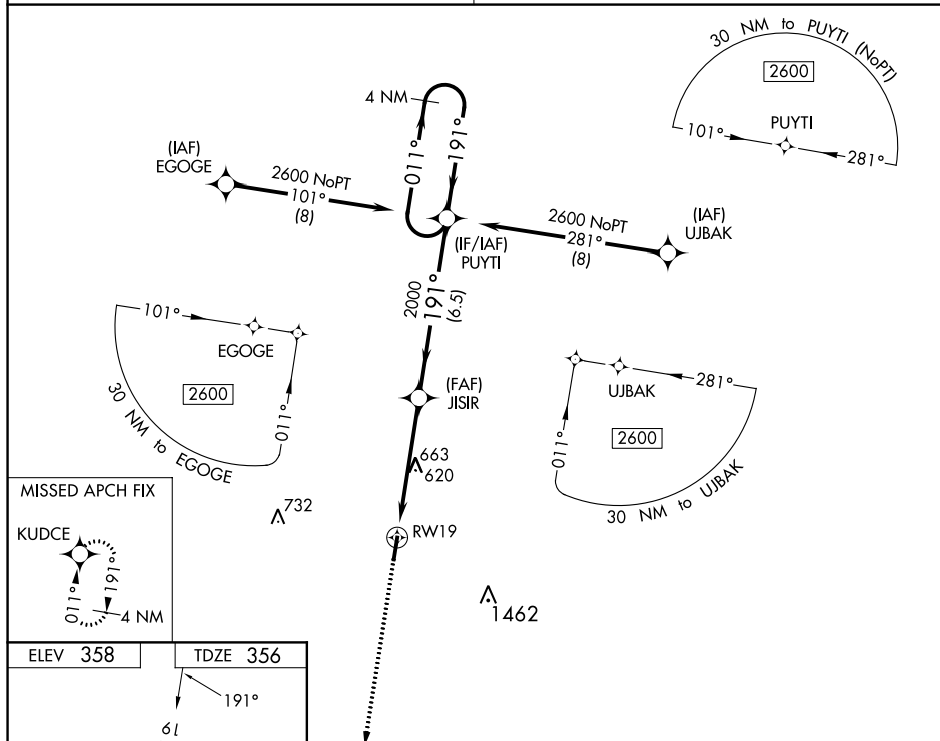 30 NM to PUYTI (NoPT)
2600
PUYTI
101°
281°
4 NM
011°
191°
(IAF)
EGOGE
2600 NoPT
101°
(8)
(IF/IAF)
PUYTI
2600 NoPT
281°
(8)
(IAF)
UJBAK
2000
191°
(6.5)
101°
EGOGE
2600
011°
30 NM to EGOGE
(FAF)
JISIR
281°
UJBAK
2600
011°
30 NM to UJBAK
663
620
732
RW19
1462
MISSED APCH FIX
KUDCE
011°
191°
4 NM
ELEV 358
TDZE 356
191°
19